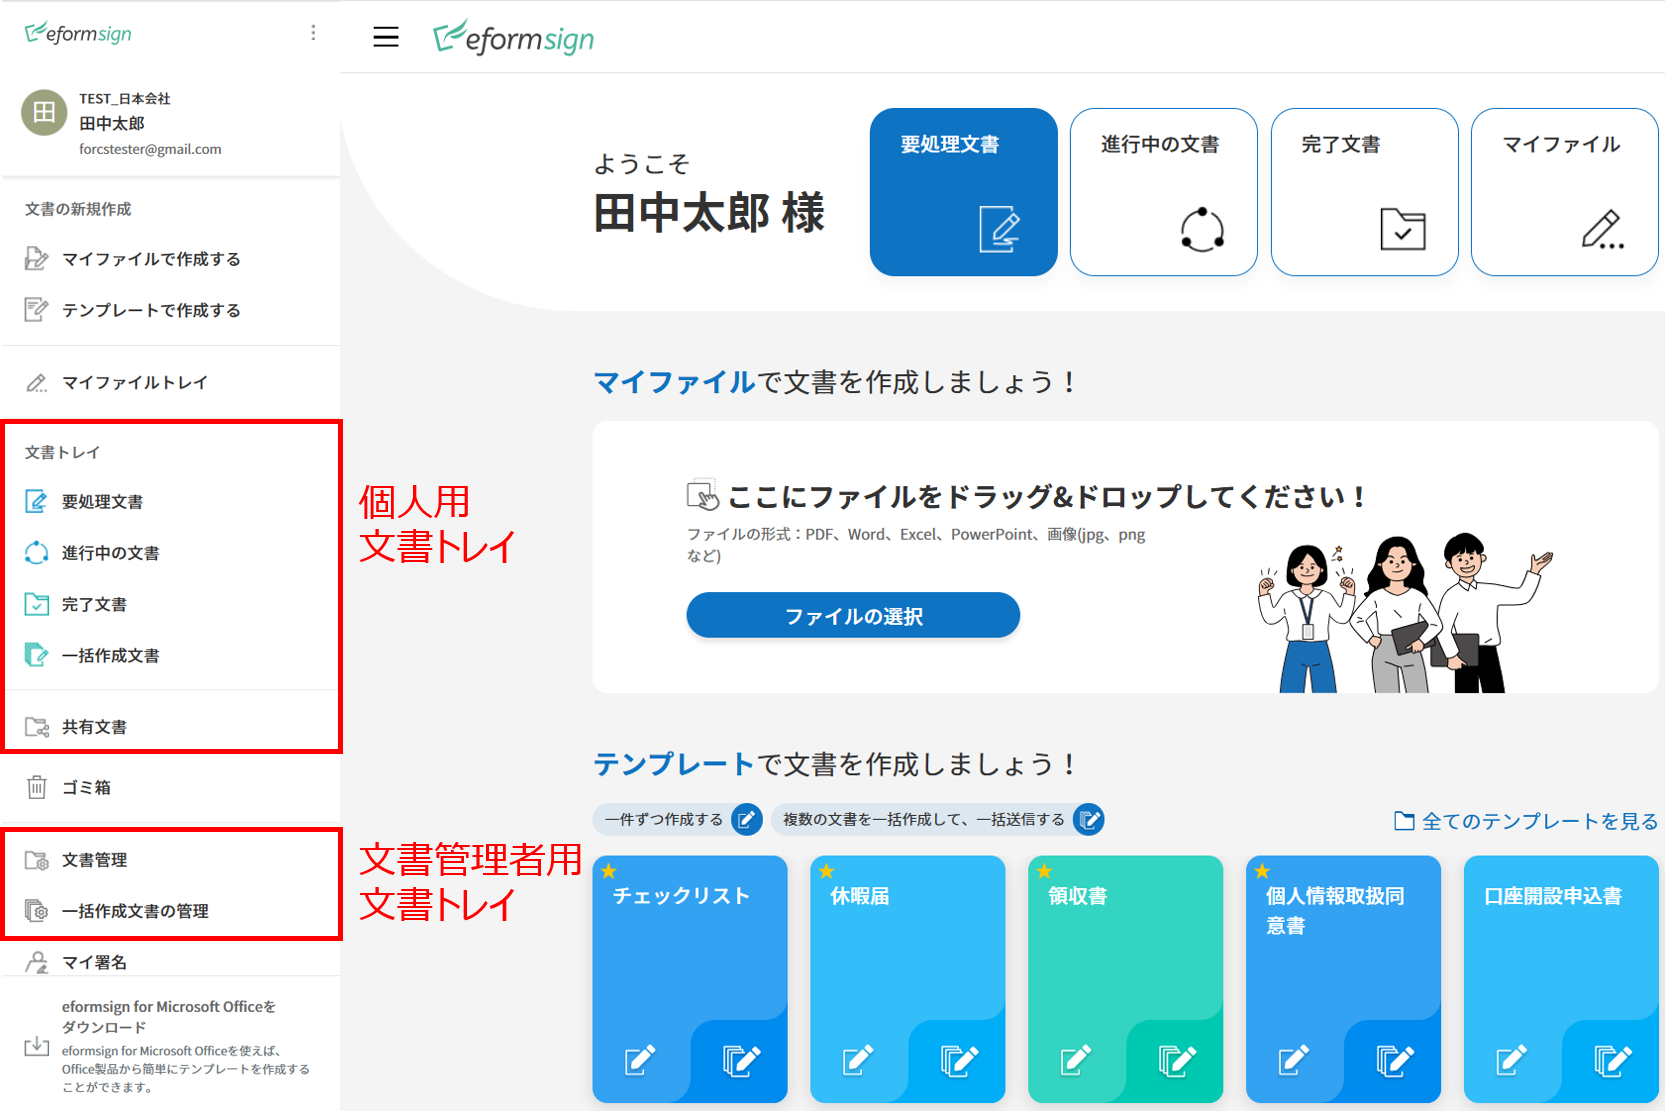 eformsign
TEST_日本会社
田
田中太郎
forcstester@gmail.com
文書の新規作成
マイファイルで作成する
テンプレートで作成する
マイファイルトレイ
文書トレイ
要処理文書
進行中の文書
完了文書
一括作成文書
共有文書
ゴミ箱
文書管理
一括作成文書の管理
マイ署名
eformsign for Microsoft Officeを
ダウンロード
eformsign for Microsoft Officeを使えば、
Office製品から簡単にテンプレートを作成する
ことができます。
個人用
文書トレイ
文書管理者用
文書トレイ
eformsign
ようこそ
田中太郎 様
要処理文書
進行中の文書
完了文書
マイファイル
マイファイルで文書を作成しましょう！
ここにファイルをドラッグ&ドロップしてください！
ファイルの形式：PDF、Word、Excel、PowerPoint、画像(jpg、png
など)
ファイルの選択
テンプレートで文書を作成しましょう！
一件ずつ作成する
複数の文書を一括作成して、一括送信する
全てのテンプレートを見る
チェックリスト
休暇届
領収書
個人情報取扱同
意書
口座開設申込書